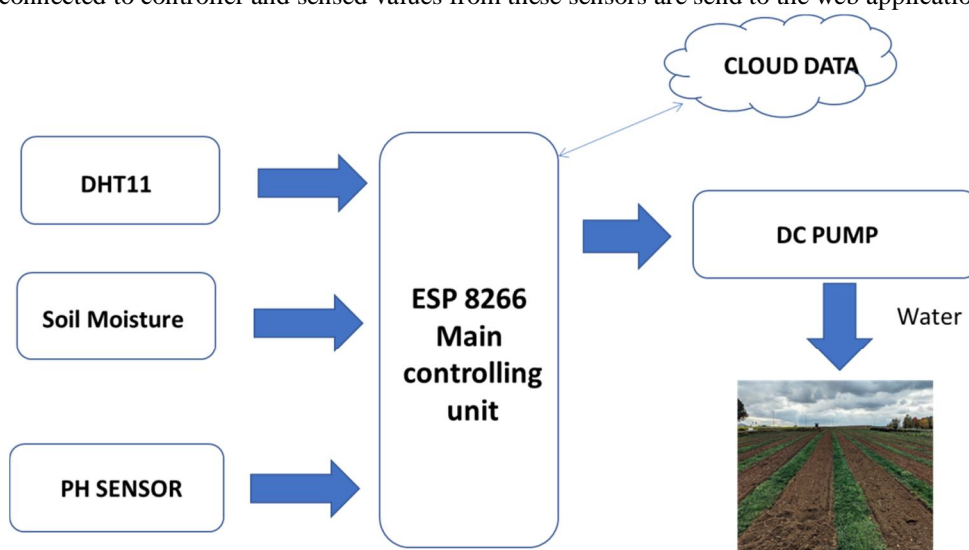 connected to controller and sensed values from these sensors are send to the web application
CLOUD DATA
DHT11
Soil Moisture
PH SENSOR
ESP 8266
Main
controlling
unit
DC PUMP
Water